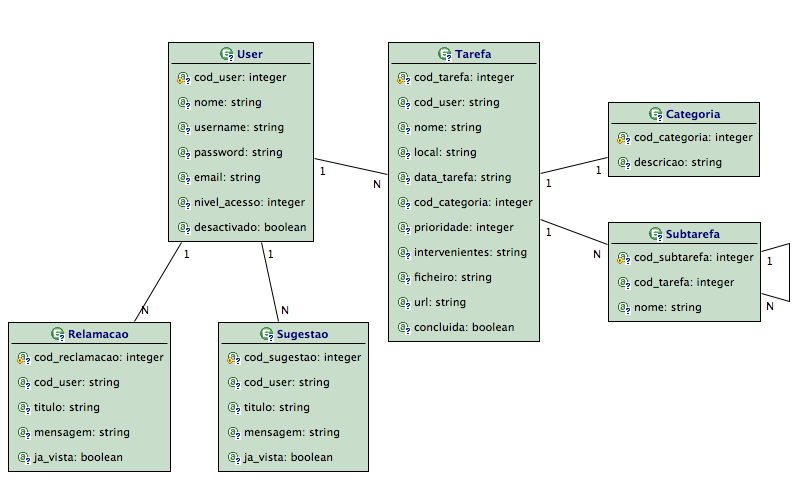 User
cod_user: integer
nome: string
username: string
password: string
email: string
nivel_acesso: integer
desactivado: boolean
Tarefa
cod_tarefa: integer
cod_user: string
nome: string
local: string
data_tarefa: string
cod_categoria: integer
prioridade: integer
intervenientes: string
ficheiro: string
url: string
concluida: boolean
Categoria
cod_categoria: integer
descricao: string
Subtarefa
cod_subtarefa: integer
cod_tarefa: integer
nome: string
1
N
1
1
1
N
1
N
1
N
1
N
Relamacao
cod_reclamacao: integer
cod_user: string
titulo: string
mensagem: string
ja_vista: boolean
Sugestao
cod_sugestao: integer
cod_user: string
titulo: string
mensagem: string
ja_vista: boolean